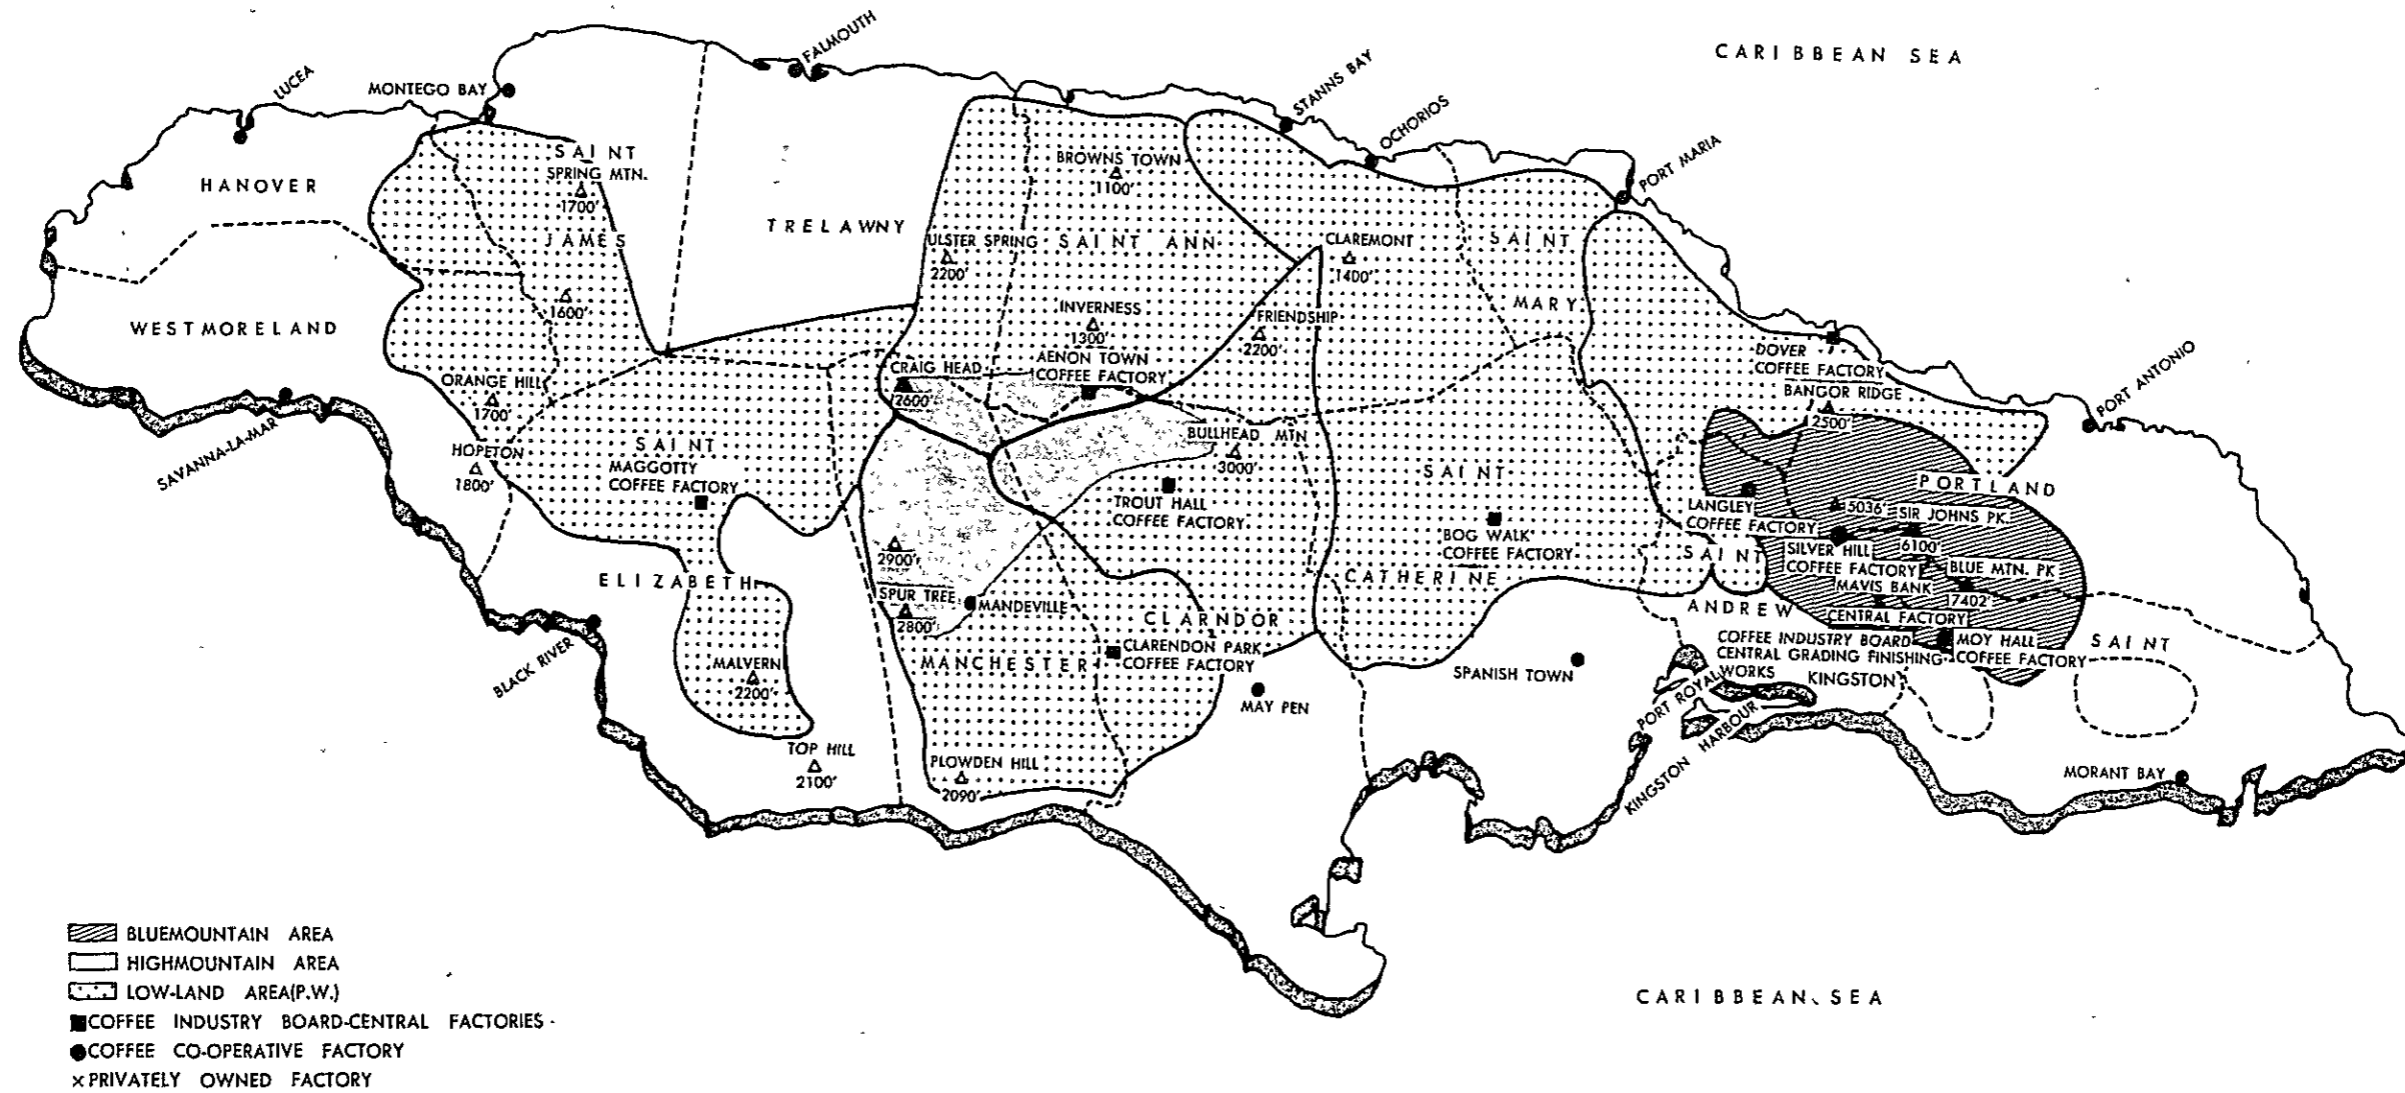 CARIBBEAN SEA
FALMOUTH
LUCEA
MONTEGO BAY
STANNS BAY
OCHORIOS
PORT MARIA
HANOVER
SAINT
SPRING MTN.
1700'
JAMES
TRELAWNY
BROWNS TOWN
1100'
ULSTER SPRING
2200'
SAINT ANN
CLAREMONT
1400'
SAINT
MARY
WESTMORELAND
1600'
INVERNESS
1300'
FRIENDSHIP
2200'
AENON TOWN
COFFEE FACTORY
CRAIG HEAD
2600'
DOVER
COFFEE FACTORY
BANGOR RIDGE
2500'
PORT ANTONIO
ORANGE HILL
1700'
SAVANNA-LA-MAR
HOPETON
1800'
SAINT
MAGGOTTY
COFFEE FACTORY
BULLHEAD MTN
3000'
TROUT HALL
COFFEE FACTORY
SAINT
BOG WALK
COFFEE FACTORY
CATHERINE
PORTLAND
LANGLEY
COFFEE FACTORY
5036'
SIR JOHNS PK.
6100'
SAINT
SILVER HILL
COFFEE FACTORY
BLUE MTN. PK
7402'
MAVIS BANK
CENTRAL FACTORY
ANDREW
ELIZABETH
2900'
SPUR TREE
2800'
MANDEVILLE
CLARNDOR
CLARENDON PARK
COFFEE FACTORY
MANCHESTER
BLACK RIVER
MALVERN
2200'
TOP HILL
2100'
PLOWDEN HILL
2090'
MAY PEN
SPANISH TOWN
COFFEE INDUSTRY BOARD
CENTRAL GRADING FINISHING
WORKS
MOY HALL
COFFEE FACTORY
SAINT
KINGSTON
PORT ROYAL
KINGSTON HARBOUR
MORANT BAY
CARIBBEAN SEA
BLUEMOUNTAIN AREA
HIGHMOUNTAIN AREA
LOW-LAND AREA(P.W.)
COFFEE INDUSTRY BOARD-CENTRAL FACTORIES
COFFEE CO-OPERATIVE FACTORY
x PRIVATELY OWNED FACTORY